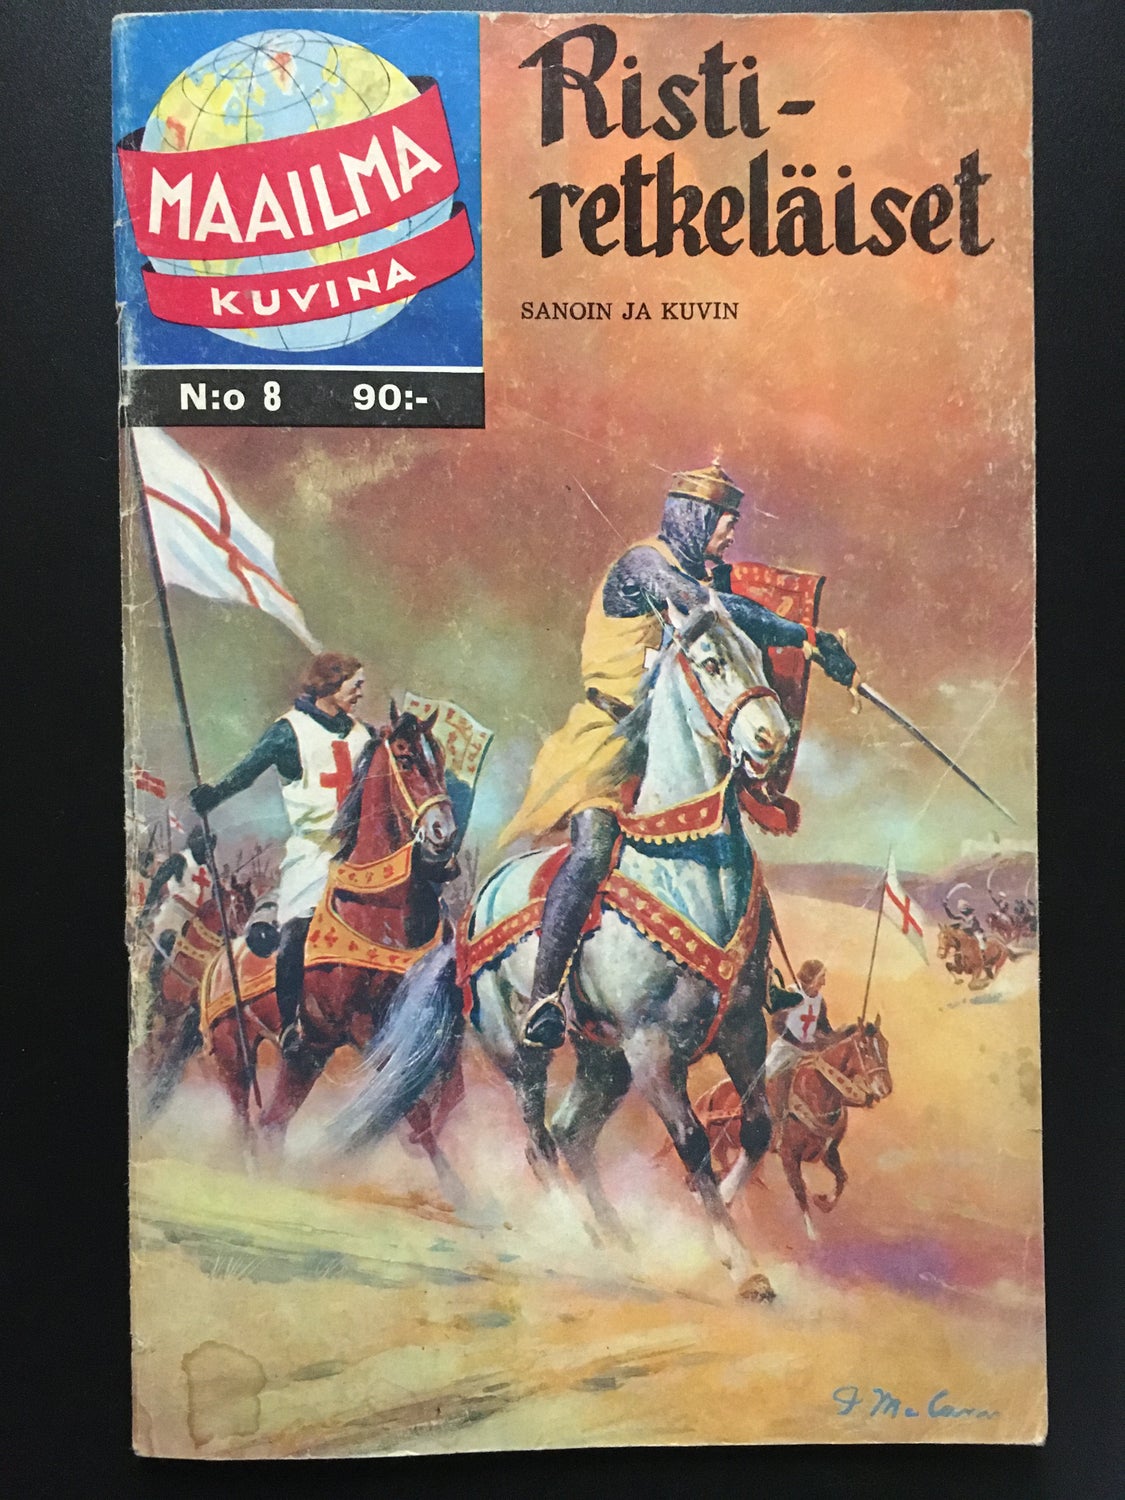 MAAILMA
KUVINA
N:o 8 90:-
Risti-
retkeläiset
SANOIN JA KUVIN